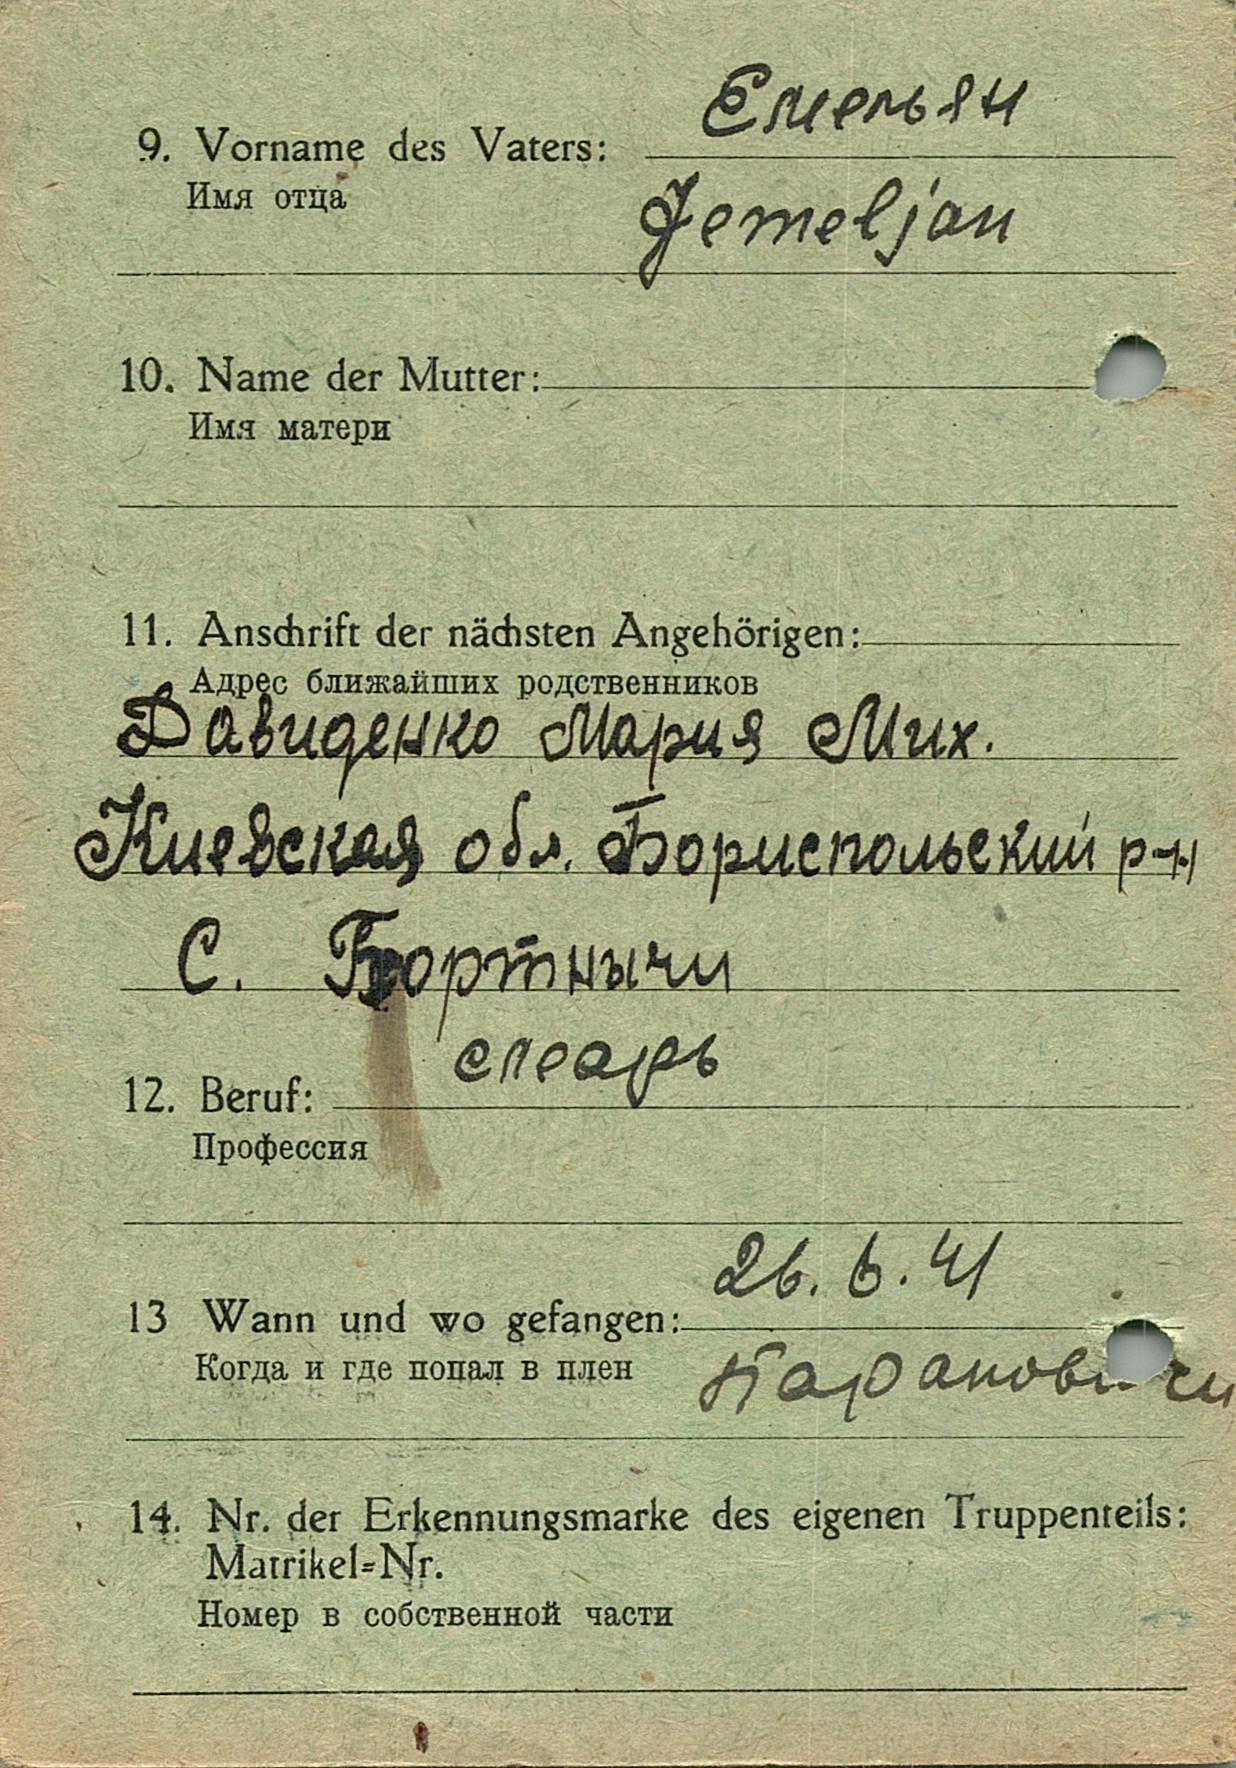 Емельян
9. Vorname des Vaters:
Имя отца
Jemeljan
10. Name der Mutter:
Имя матери
11. Anschrift der nächsten Angehörigen:
Адрес ближайших родственников
Давиденко Мария Мих.
Киевская обл. Бориспольский р-н
С. Бортнычи
слесарь
12. Beruf:
Профессия
26. 6. 41
13 Wann und wo gefangen:
Когда и где попал в плен
14. Nr. der Erkennungsmarke des eigenen Truppenteils:
Matrikel=Nr.
Номер в собственной части